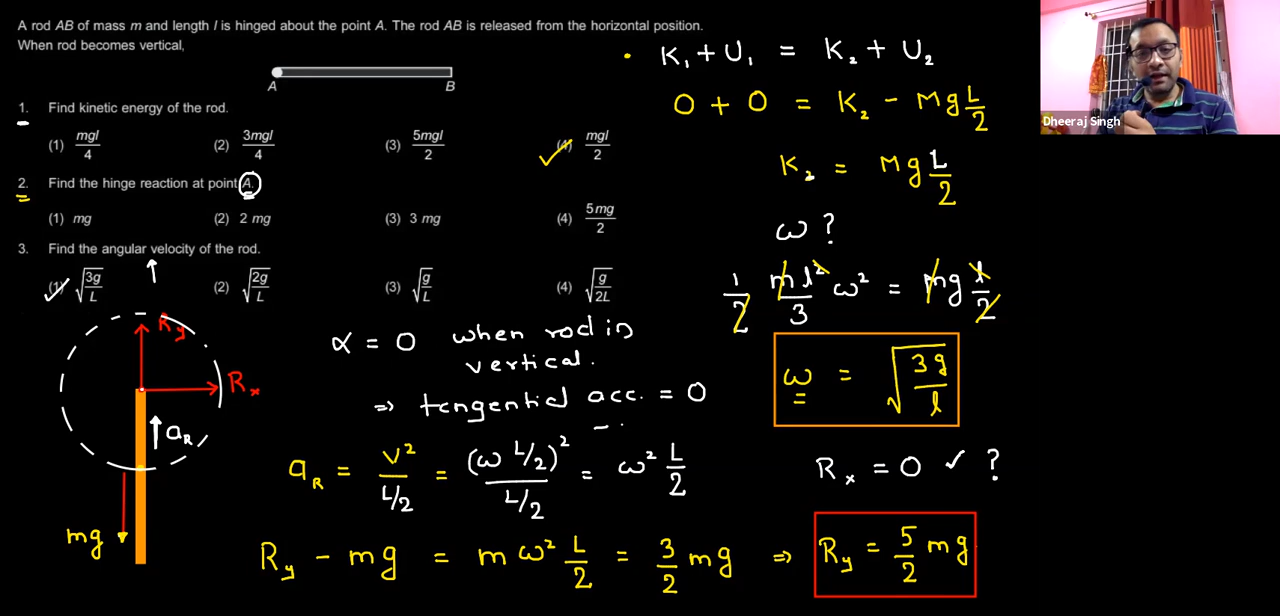 A rod AB of mass m and length l is hinged about the point A. The rod AB is released from the horizontal position.
When rod becomes vertical,
A B
1. Find kinetic energy of the rod.
(1) mgl/4 (2) 3mgl/4 (3) 5mgl/2 (4) mgl/2
2. Find the hinge reaction at point A.
(1) mg (2) 2 mg (3) 3 mg (4) 5mg/2
3. Find the angular velocity of the rod.
(1) √(3g/L) (2) √(2g/L) (3) √(g/L) (4) √(g/2L)
K₁ + U₁ = K₂ + U₂
0 + 0 = K₂ - Mg L/2
K₂ = Mg L/2
ω ?
1/2 ml²/3 ω² = mg l/2
ω = √(3g/l)
Dheeraj Singh
Ry
Rx
aR
mg
α = 0 when rod is
vertical.
⇒ tangential acc. = 0
aR = v²/(L/2) = (ω L/2)²/(L/2) = ω² L/2
Rx = 0 ✓ ?
Ry - mg = m ω² L/2 = 3/2 mg ⇒ Ry = 5/2 mg